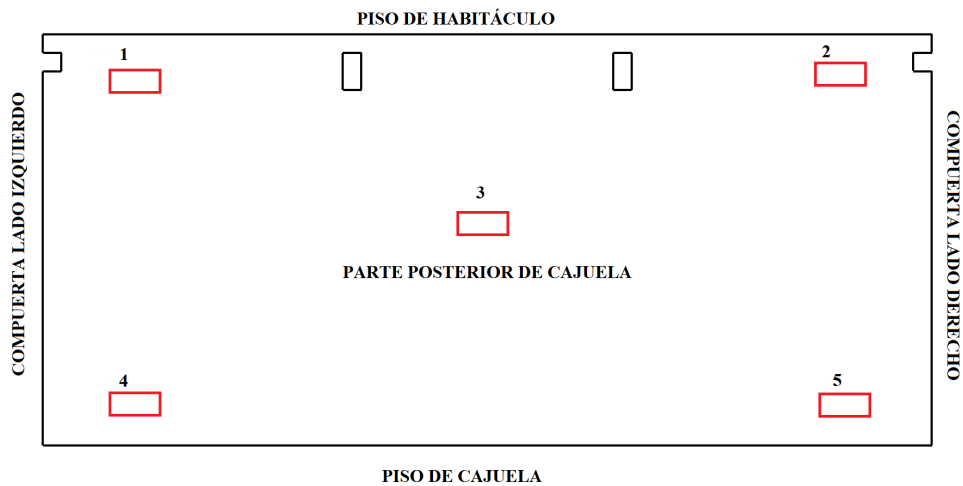 PISO DE HABITÁCULO
1
2
COMPUERTA LADO IZQUIERDO
COMPUERTA LADO DERECHO
3
PARTE POSTERIOR DE CAJUELA
4
5
PISO DE CAJUELA